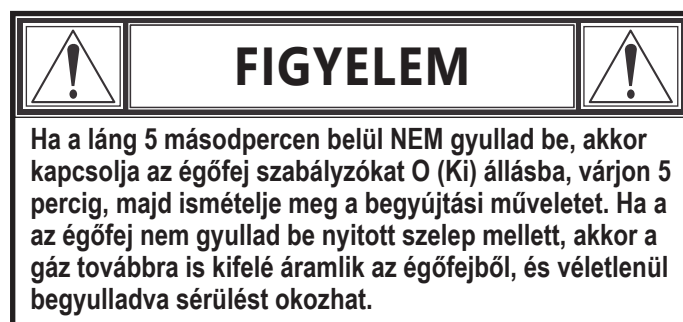 FIGYELEM
Ha a láng 5 másodpercen belül NEM gyullad be, akkor
kapcsolja az égőfej szabályzókat O (Ki) állásba, várjon 5
percig, majd ismételje meg a begyújtási műveletet. Ha a
az égőfej nem gyullad be nyitott szelep mellett, akkor a
gáz továbbra is kifelé áramlik az égőfejből, és véletlenül
begyulladva sérülést okozhat.